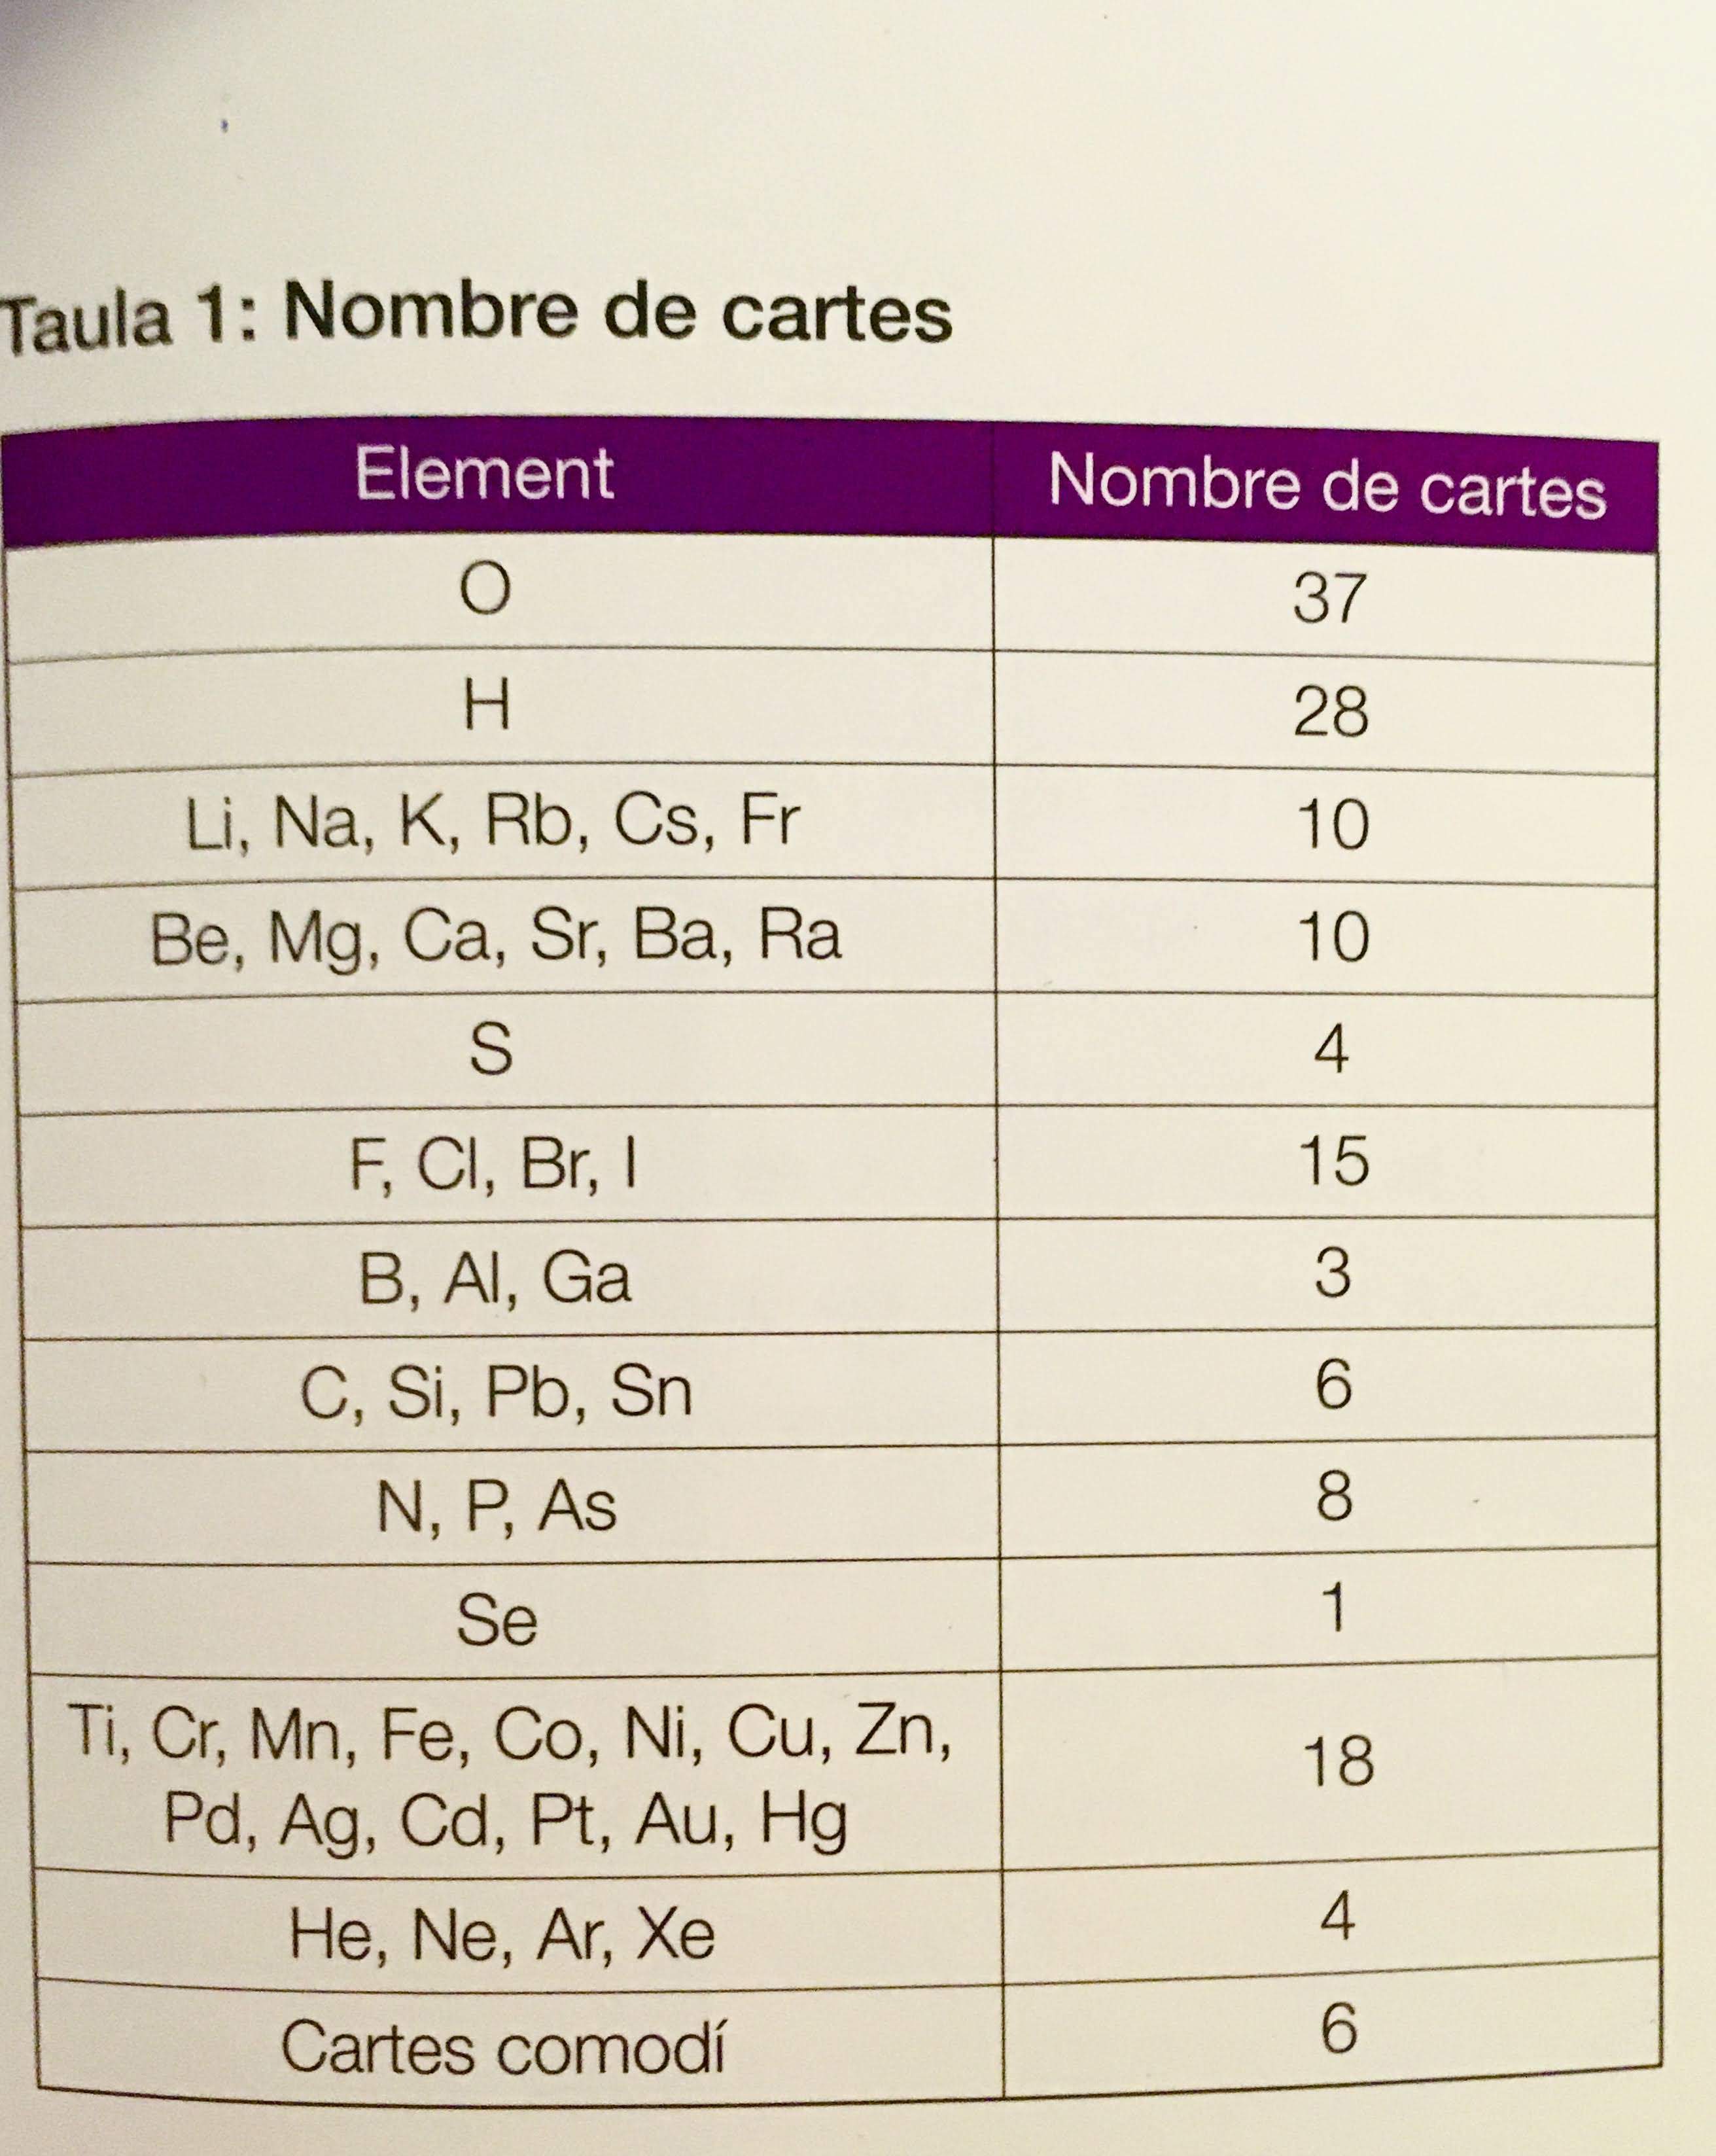 Taula 1: Nombre de cartes
Element Nombre de cartes
O 37
H 28
Li, Na, K, Rb, Cs, Fr 10
Be, Mg, Ca, Sr, Ba, Ra 10
S 4
F, Cl, Br, I 15
B, Al, Ga 3
C, Si, Pb, Sn 6
N, P, As 8
Se 1
Ti, Cr, Mn, Fe, Co, Ni, Cu, Zn,
Pd, Ag, Cd, Pt, Au, Hg 18
He, Ne, Ar, Xe 4
Cartes comodí 6